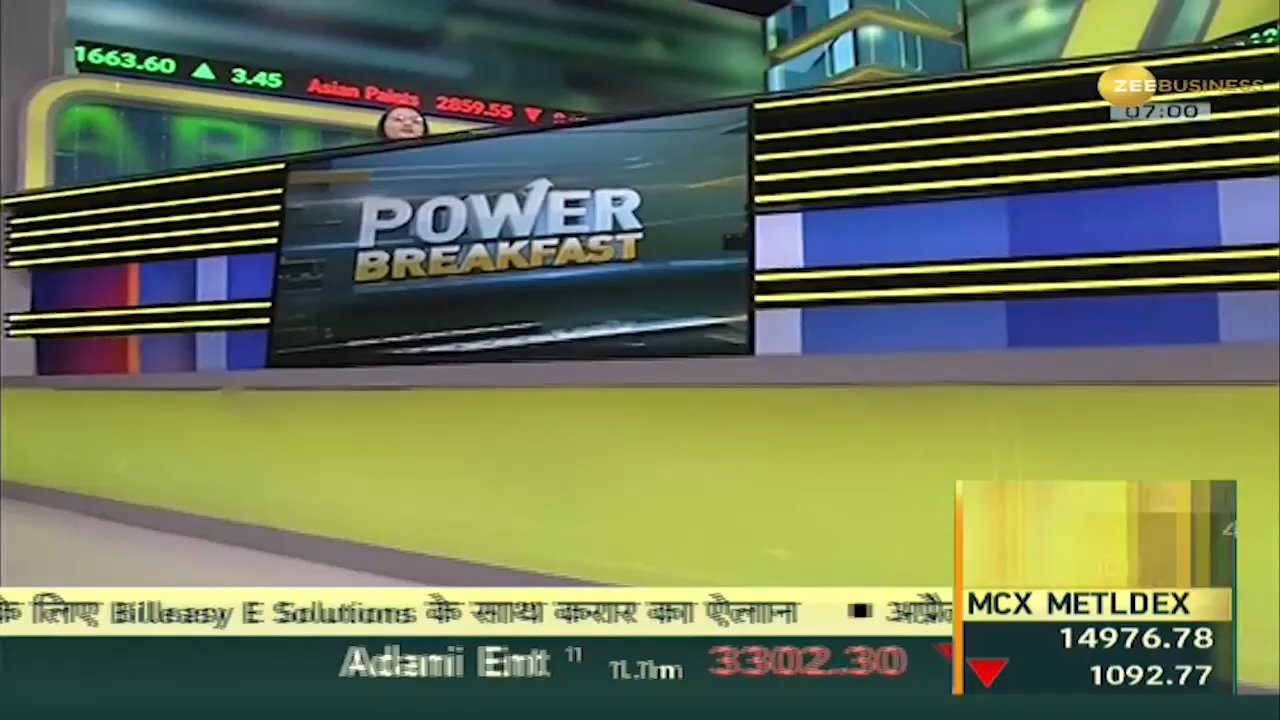 1663.60 ▲ 3.45 Asian Paints 2859.55 ▼
ZEEBUSINESS
07:00
POWER
BREAKFAST
के लिए Billeasy E Solutions के साथ करार का ऐलान ■
MCX METLDEX
14976.78
▼ 1092.77
Adani Ent 3302.30